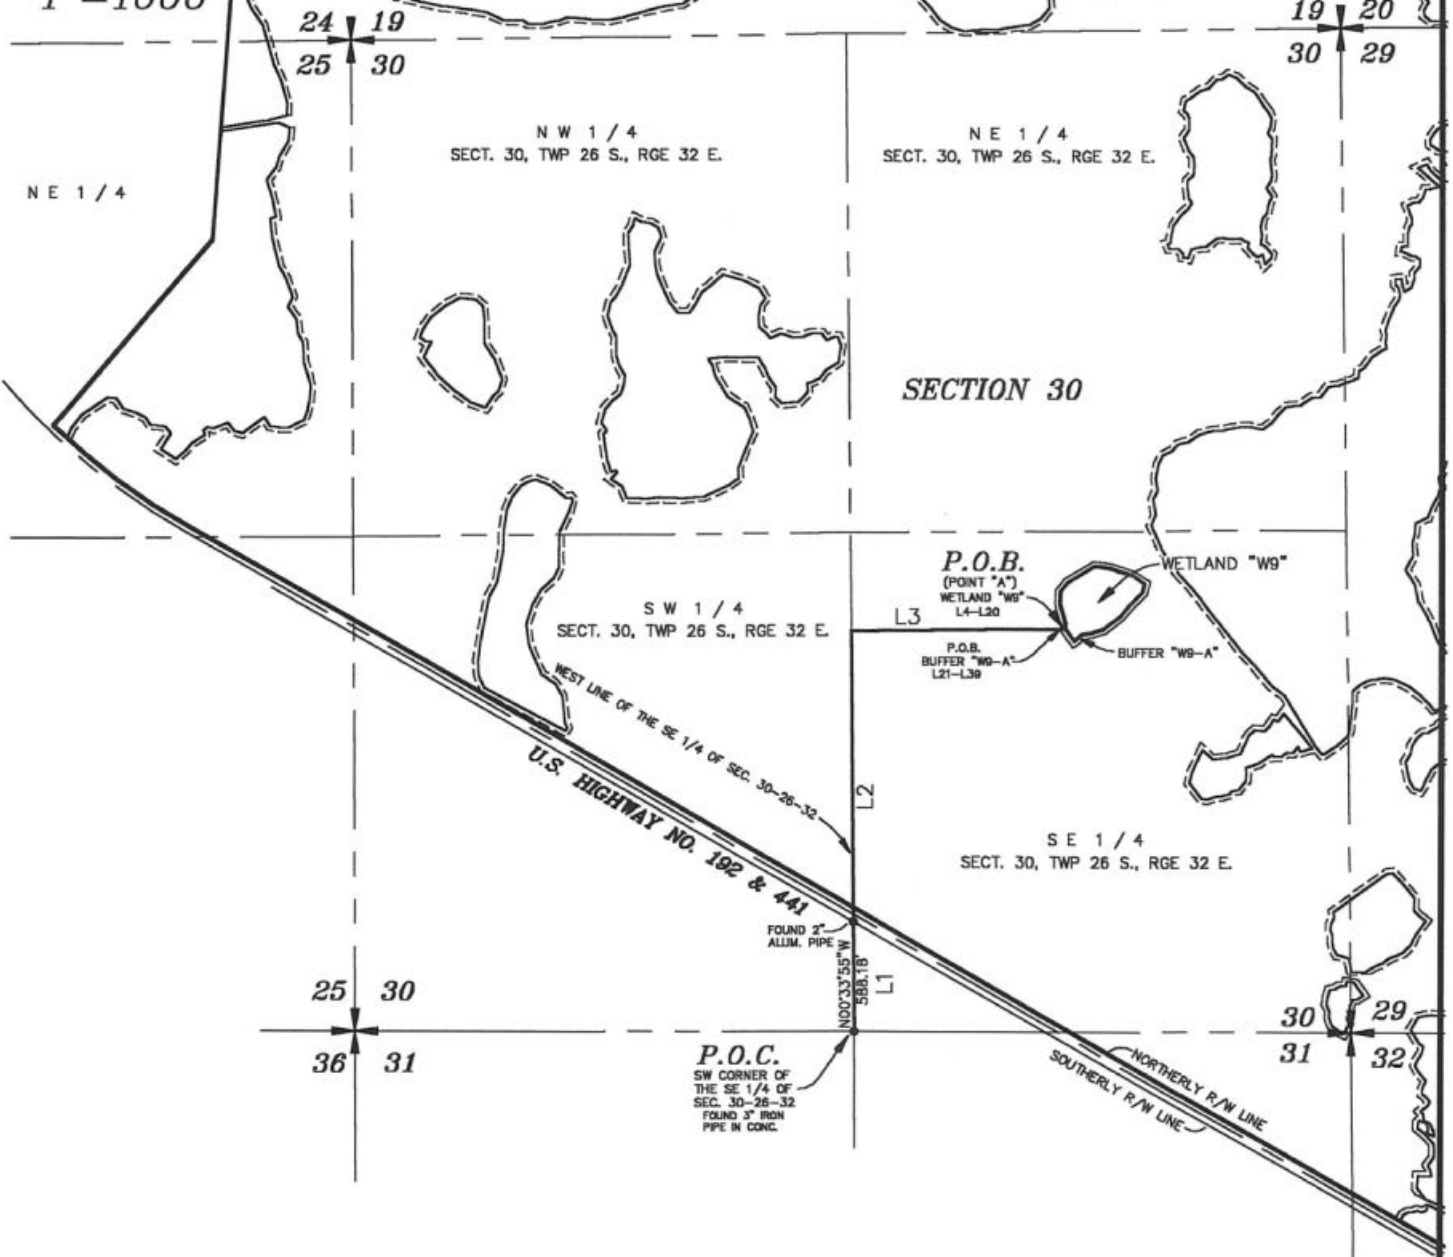 24 19
25 30
19 20
30 29
N W 1 / 4
SECT. 30, TWP 26 S., RGE 32 E.
N E 1 / 4
SECT. 30, TWP 26 S., RGE 32 E.
N E 1 / 4
SECTION 30
P.O.B.
(POINT "A")
WETLAND "W9"
L4-L20
WETLAND "W9"
S W 1 / 4
SECT. 30, TWP 26 S., RGE 32 E.
L3
P.O.B.
BUFFER "W9-A"
L21-L39
BUFFER "W9-A"
WEST LINE OF THE SE 1/4 OF SEC. 30-26-32
U.S. HIGHWAY NO. 192 & 441
L2
S E 1 / 4
SECT. 30, TWP 26 S., RGE 32 E.
FOUND 2"
ALUM. PIPE
N00°33'55"W
588.18'
L1
25 30
36 31
30 29
31 32
P.O.C.
SW CORNER OF
THE SE 1/4 OF
SEC. 30-26-32
FOUND 3" IRON
PIPE IN CONC.
NORTHERLY R/W LINE
SOUTHERLY R/W LINE